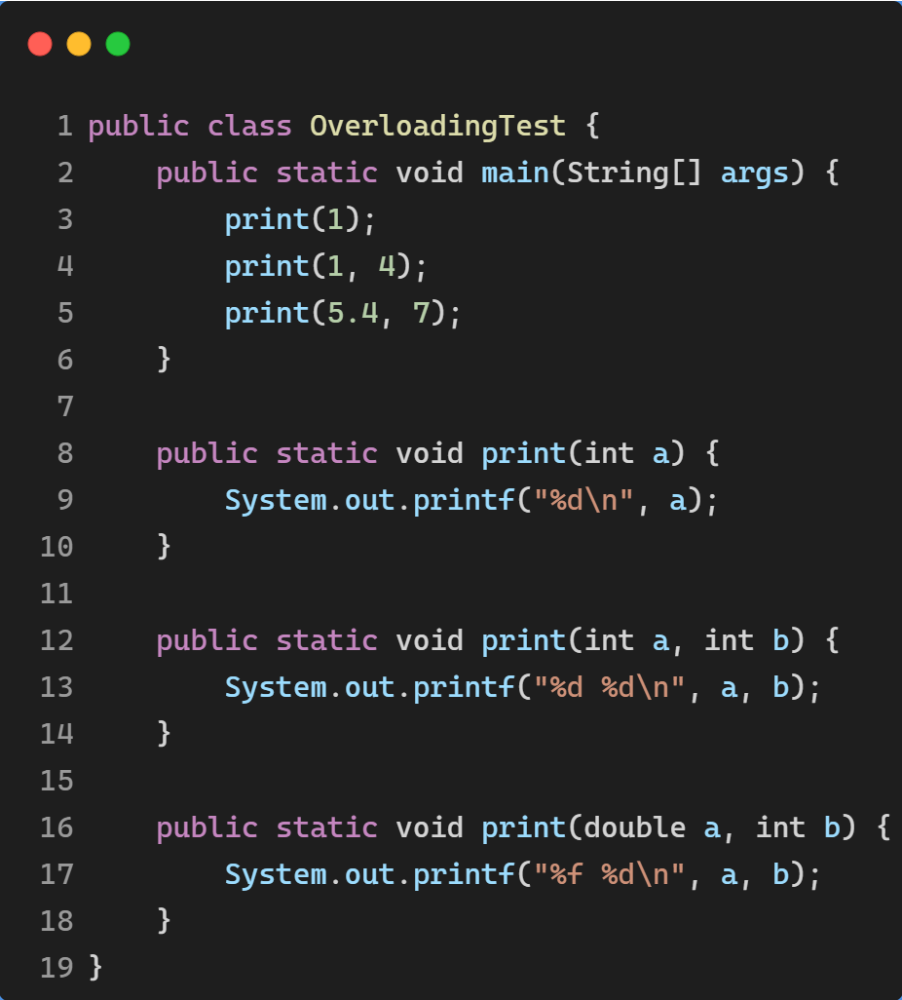 1 public class OverloadingTest {
2     public static void main(String[] args) {
3         print(1);
4         print(1, 4);
5         print(5.4, 7);
6     }
7
8     public static void print(int a) {
9         System.out.printf("%d\n", a);
10     }
11
12     public static void print(int a, int b) {
13         System.out.printf("%d %d\n", a, b);
14     }
15
16     public static void print(double a, int b) {
17         System.out.printf("%f %d\n", a, b);
18     }
19 }